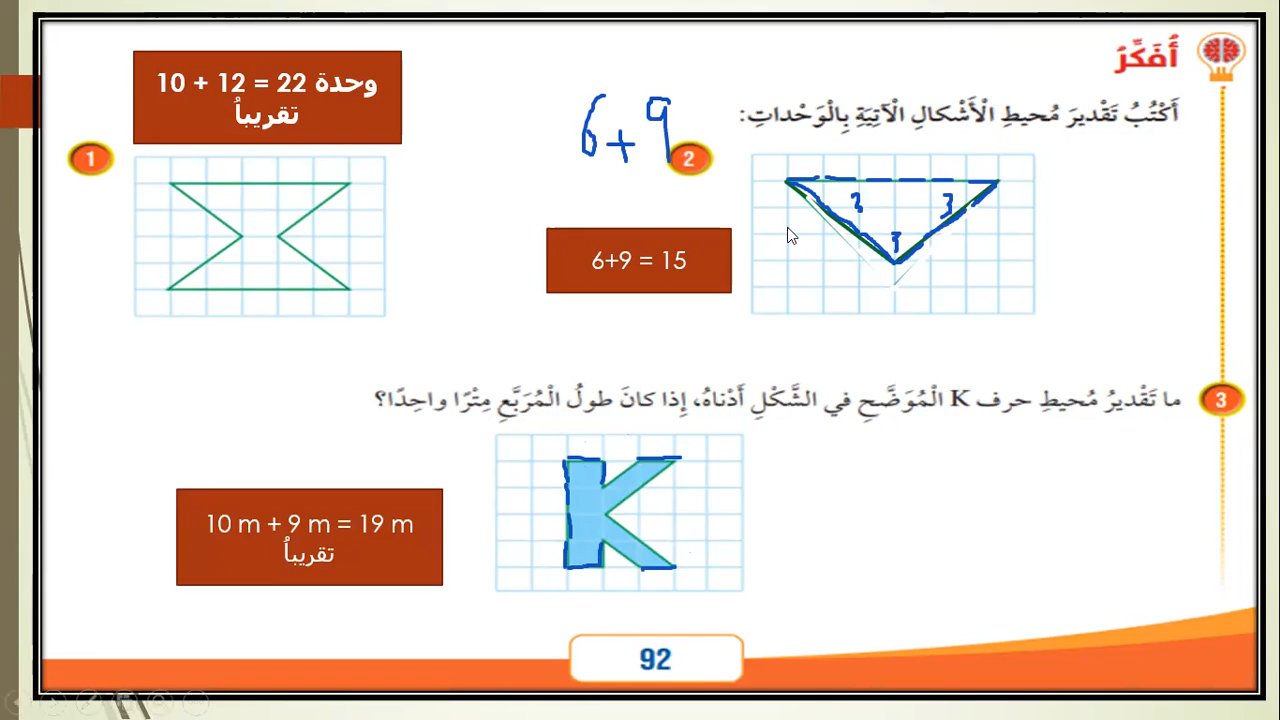 أُفَكِّرُ
أَكْتُبُ تَقْديرَ مُحيطِ الْأَشْكالِ الْآتِيَةِ بِالْوَحْداتِ:
10 + 12 = 22 وحدة
تقريباُ
1
6+9
2
3
3
3
6+9 = 15
3
ما تَقْديرُ مُحيطِ حرف K الْمُوَضَّحِ في الشَّكْلِ أَدْناهُ، إِذا كانَ طولُ الْمُرَبَّعِ مِتْرًا واحِدًا؟
10 m + 9 m = 19 m
تقريباُ
92